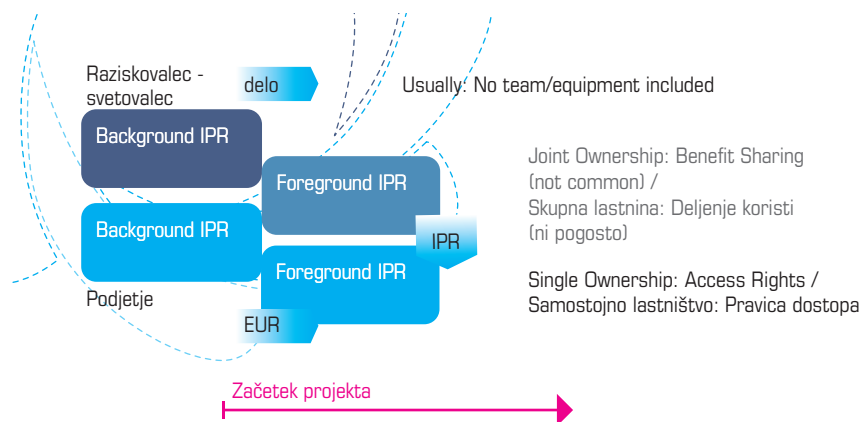 Raziskovalec -
svetovalec
delo
Usually: No team/equipment included
Background IPR
Foreground IPR
Joint Ownership: Benefit Sharing
(not common) /
Skupna lastnina: Deljenje koristi
(ni pogosto)
Background IPR
IPR
Foreground IPR
Single Ownership: Access Rights /
Samostojno lastništvo: Pravica dostopa
Podjetje
EUR
Začetek projekta